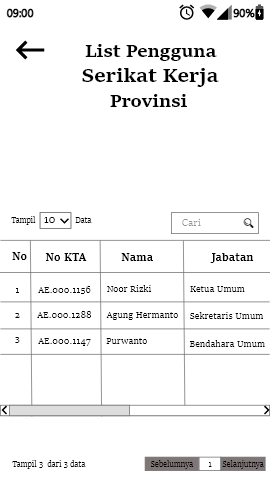 09:00 90%
List Pengguna
Serikat Kerja
Provinsi
Tampil 10 Data Cari
No No KTA Nama Jabatan
1 AE.000.1156 Noor Rizki Ketua Umum
2 AE.000.1288 Agung Hermanto Sekretaris Umum
3 AE.000.1147 Purwanto Bendahara Umum
Tampil 3 dari 3 data Sebelumnya 1 Selanjutnya